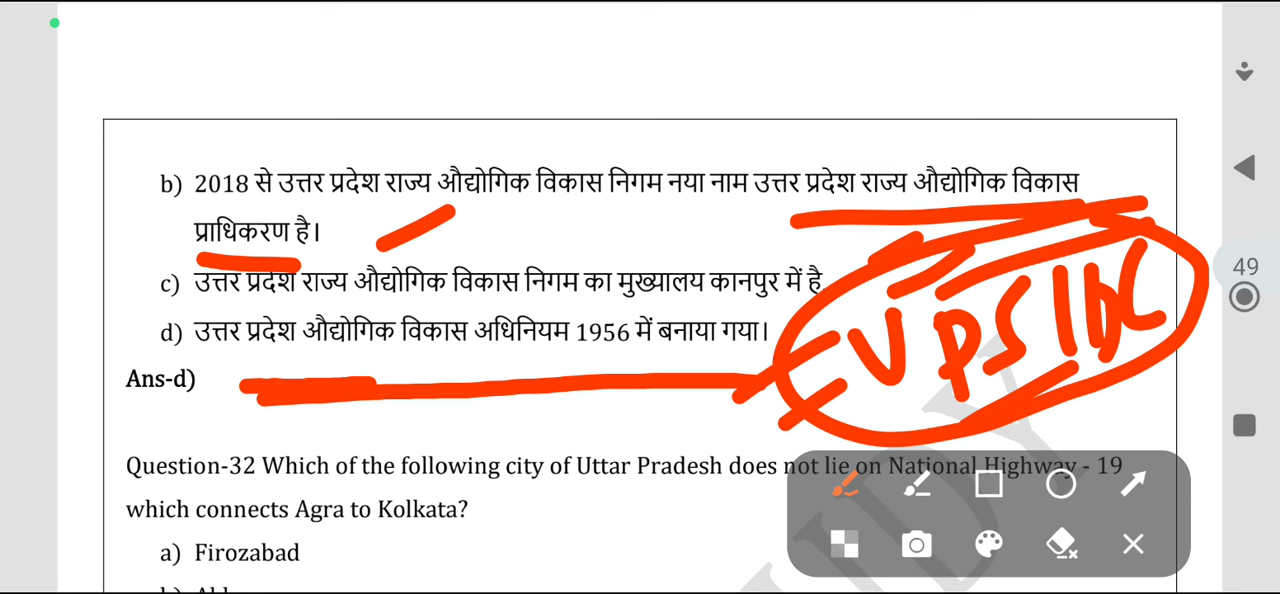 b) 2018 से उत्तर प्रदेश राज्य औद्योगिक विकास निगम नया नाम उत्तर प्रदेश राज्य औद्योगिक विकास
प्राधिकरण है।
c) उत्तर प्रदेश राज्य औद्योगिक विकास निगम का मुख्यालय कानपुर में है
d) उत्तर प्रदेश औद्योगिक विकास अधिनियम 1956 में बनाया गया।
UPSIDC
Ans-d)
Question-32 Which of the following city of Uttar Pradesh does not lie on National Highway - 19
which connects Agra to Kolkata?
a) Firozabad
49